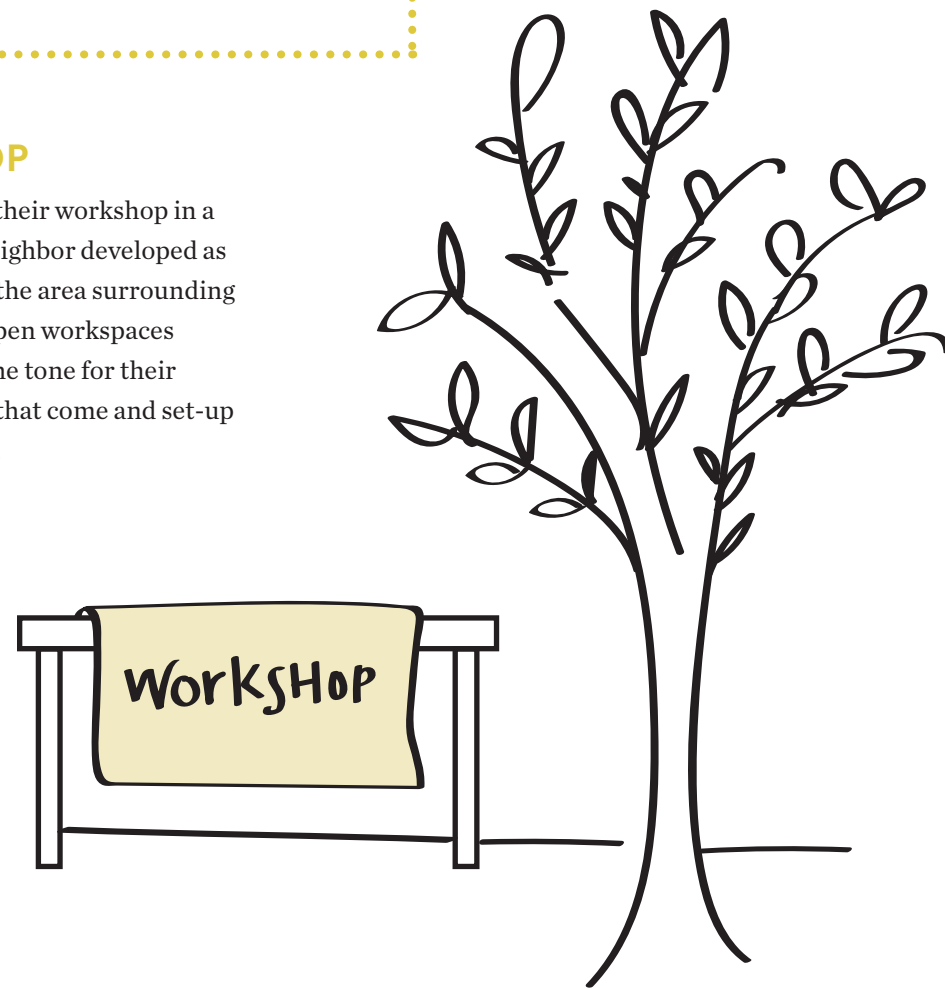 OP
their workshop in a
ighbor developed as
the area surrounding
pen workspaces
ne tone for their
that come and set-up
WorkSHOP